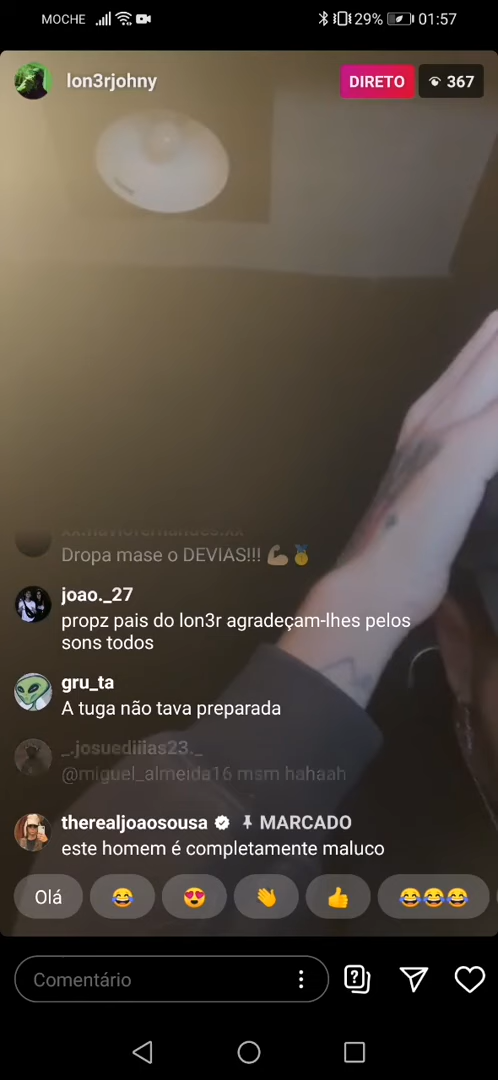 MOCHE 29% 01:57
lon3rjohny DIRETO 367
Dropa mase o DEVIAS!!! 💪🏅
joao._27
propz pais do lon3r agradeçam-lhes pelos
sons todos
gru_ta
A tuga não tava preparada
_.josuediiias23._
@miguel_almeida16 msm hahaah
therealjoaosousa MARCADO
este homem é completamente maluco
Olá 😂 😍 👏 👍 😂😂😂
Comentário